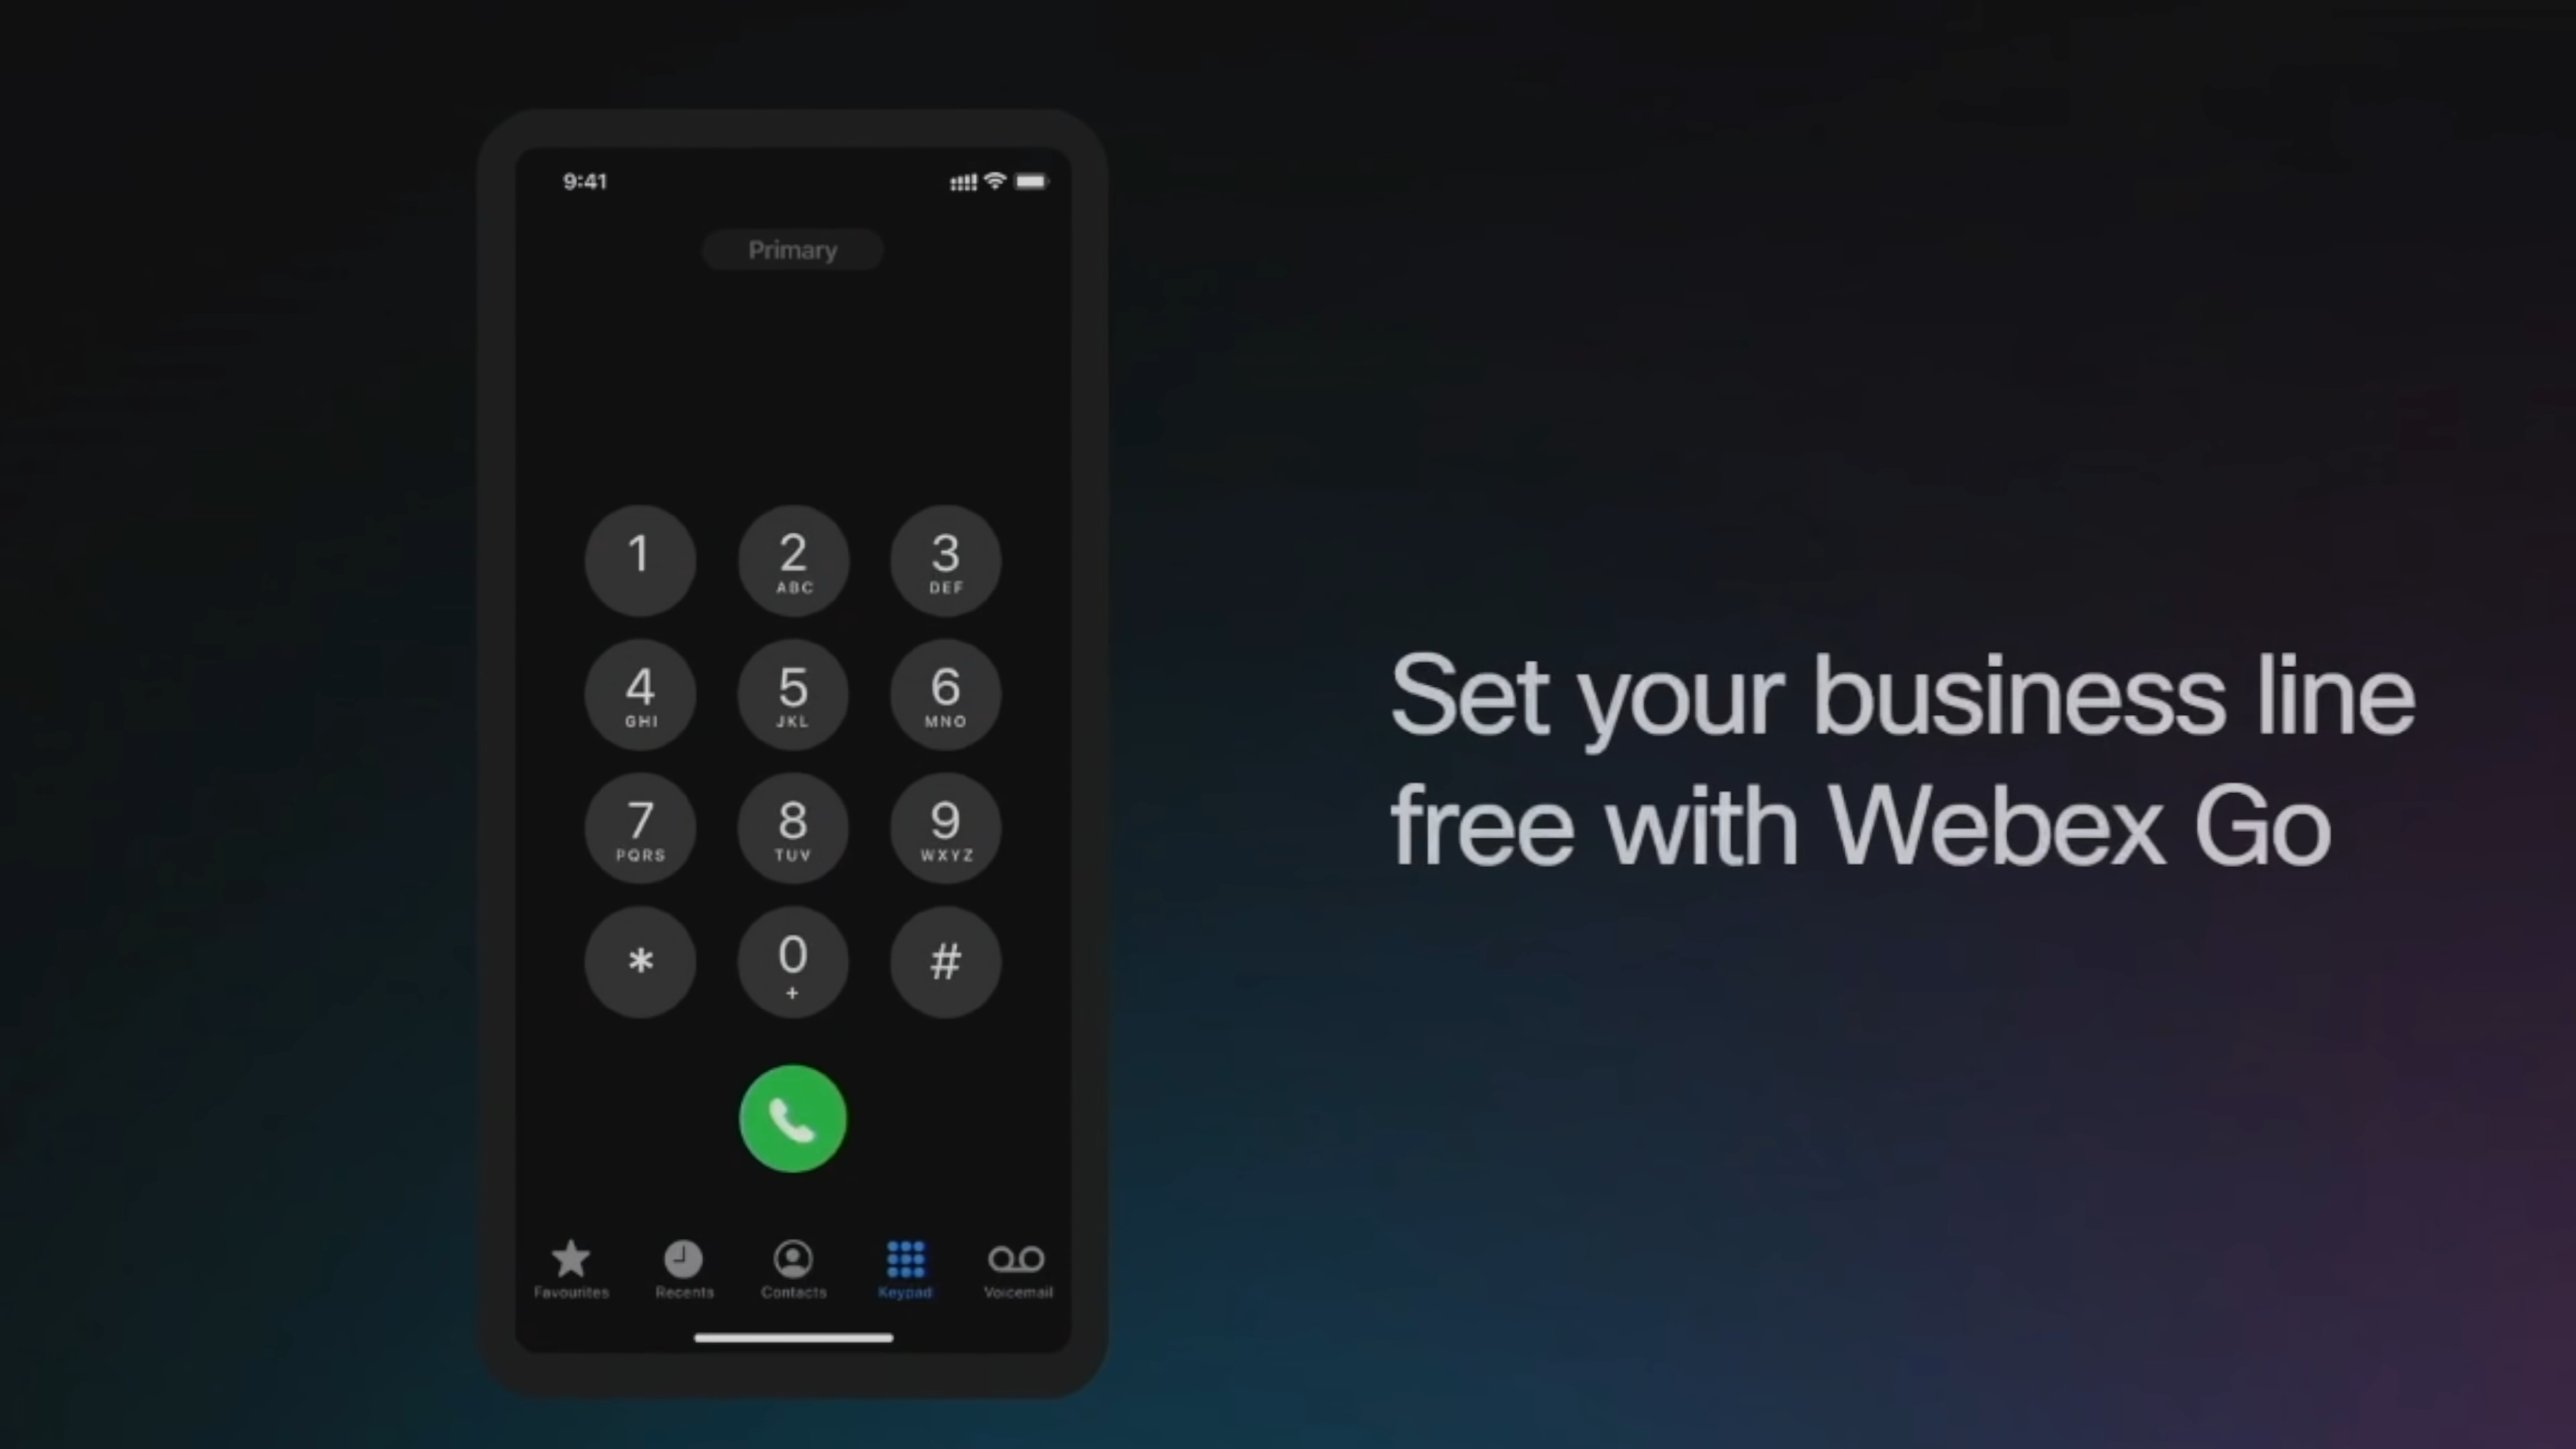 9:41
Primary
1
2
ABC
3
DEF
4
GHI
5
JKL
6
MNO
7
PQRS
8
TUV
9
WXYZ
*
0
+
#
Favourites
Recents
Contacts
Keypad
Voicemail
Set your business line
free with Webex Go